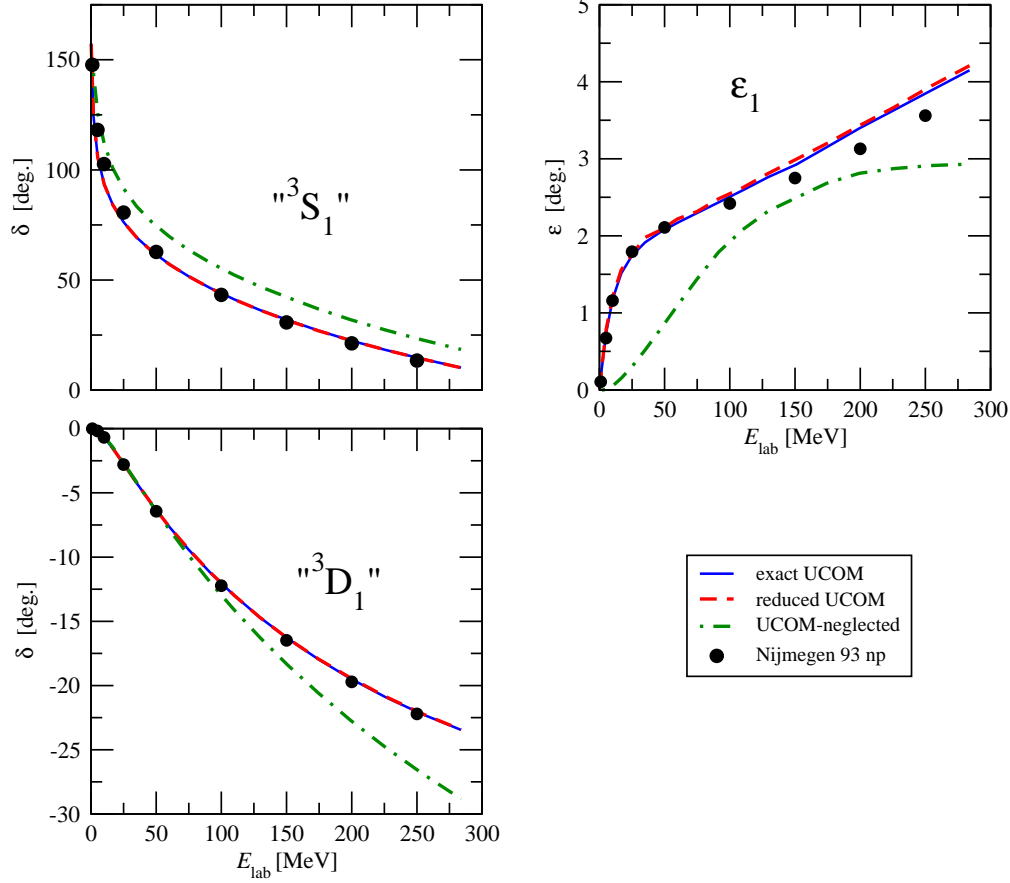 150
100
50
0
δ [deg.]
"³S₁"
5
4
3
2
1
0
ε [deg.]
ε₁
0 50 100 150 200 250 300
E_lab [MeV]
0
-5
-10
-15
-20
-25
-30
δ [deg.]
"³D₁"
0 50 100 150 200 250 300
E_lab [MeV]
exact UCOM
reduced UCOM
UCOM-neglected
Nijmegen 93 np